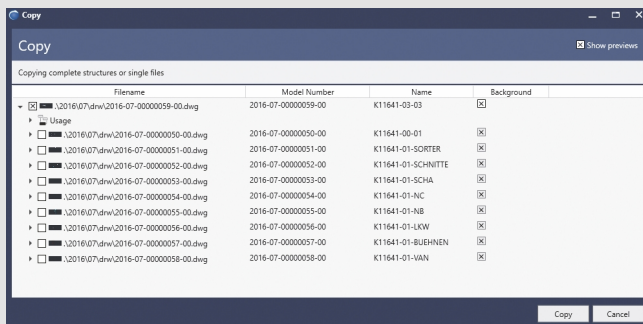 Copy
Copy
Show previews
Copying complete structures or single files
Filename Model Number Name Background
.\2016\07\drw\2016-07-00000059-00.dwg 2016-07-00000059-00 K11641-03-03
Usage
.\2016\07\drw\2016-07-00000050-00.dwg 2016-07-00000050-00 K11641-00-01
.\2016\07\drw\2016-07-00000051-00.dwg 2016-07-00000051-00 K11641-01-SORTER
.\2016\07\drw\2016-07-00000052-00.dwg 2016-07-00000052-00 K11641-01-SCHNITTE
.\2016\07\drw\2016-07-00000053-00.dwg 2016-07-00000053-00 K11641-01-SCHA
.\2016\07\drw\2016-07-00000054-00.dwg 2016-07-00000054-00 K11641-01-NC
.\2016\07\drw\2016-07-00000055-00.dwg 2016-07-00000055-00 K11641-01-NB
.\2016\07\drw\2016-07-00000056-00.dwg 2016-07-00000056-00 K11641-01-LKW
.\2016\07\drw\2016-07-00000057-00.dwg 2016-07-00000057-00 K11641-01-BUEHNEN
.\2016\07\drw\2016-07-00000058-00.dwg 2016-07-00000058-00 K11641-01-VAN
Copy Cancel